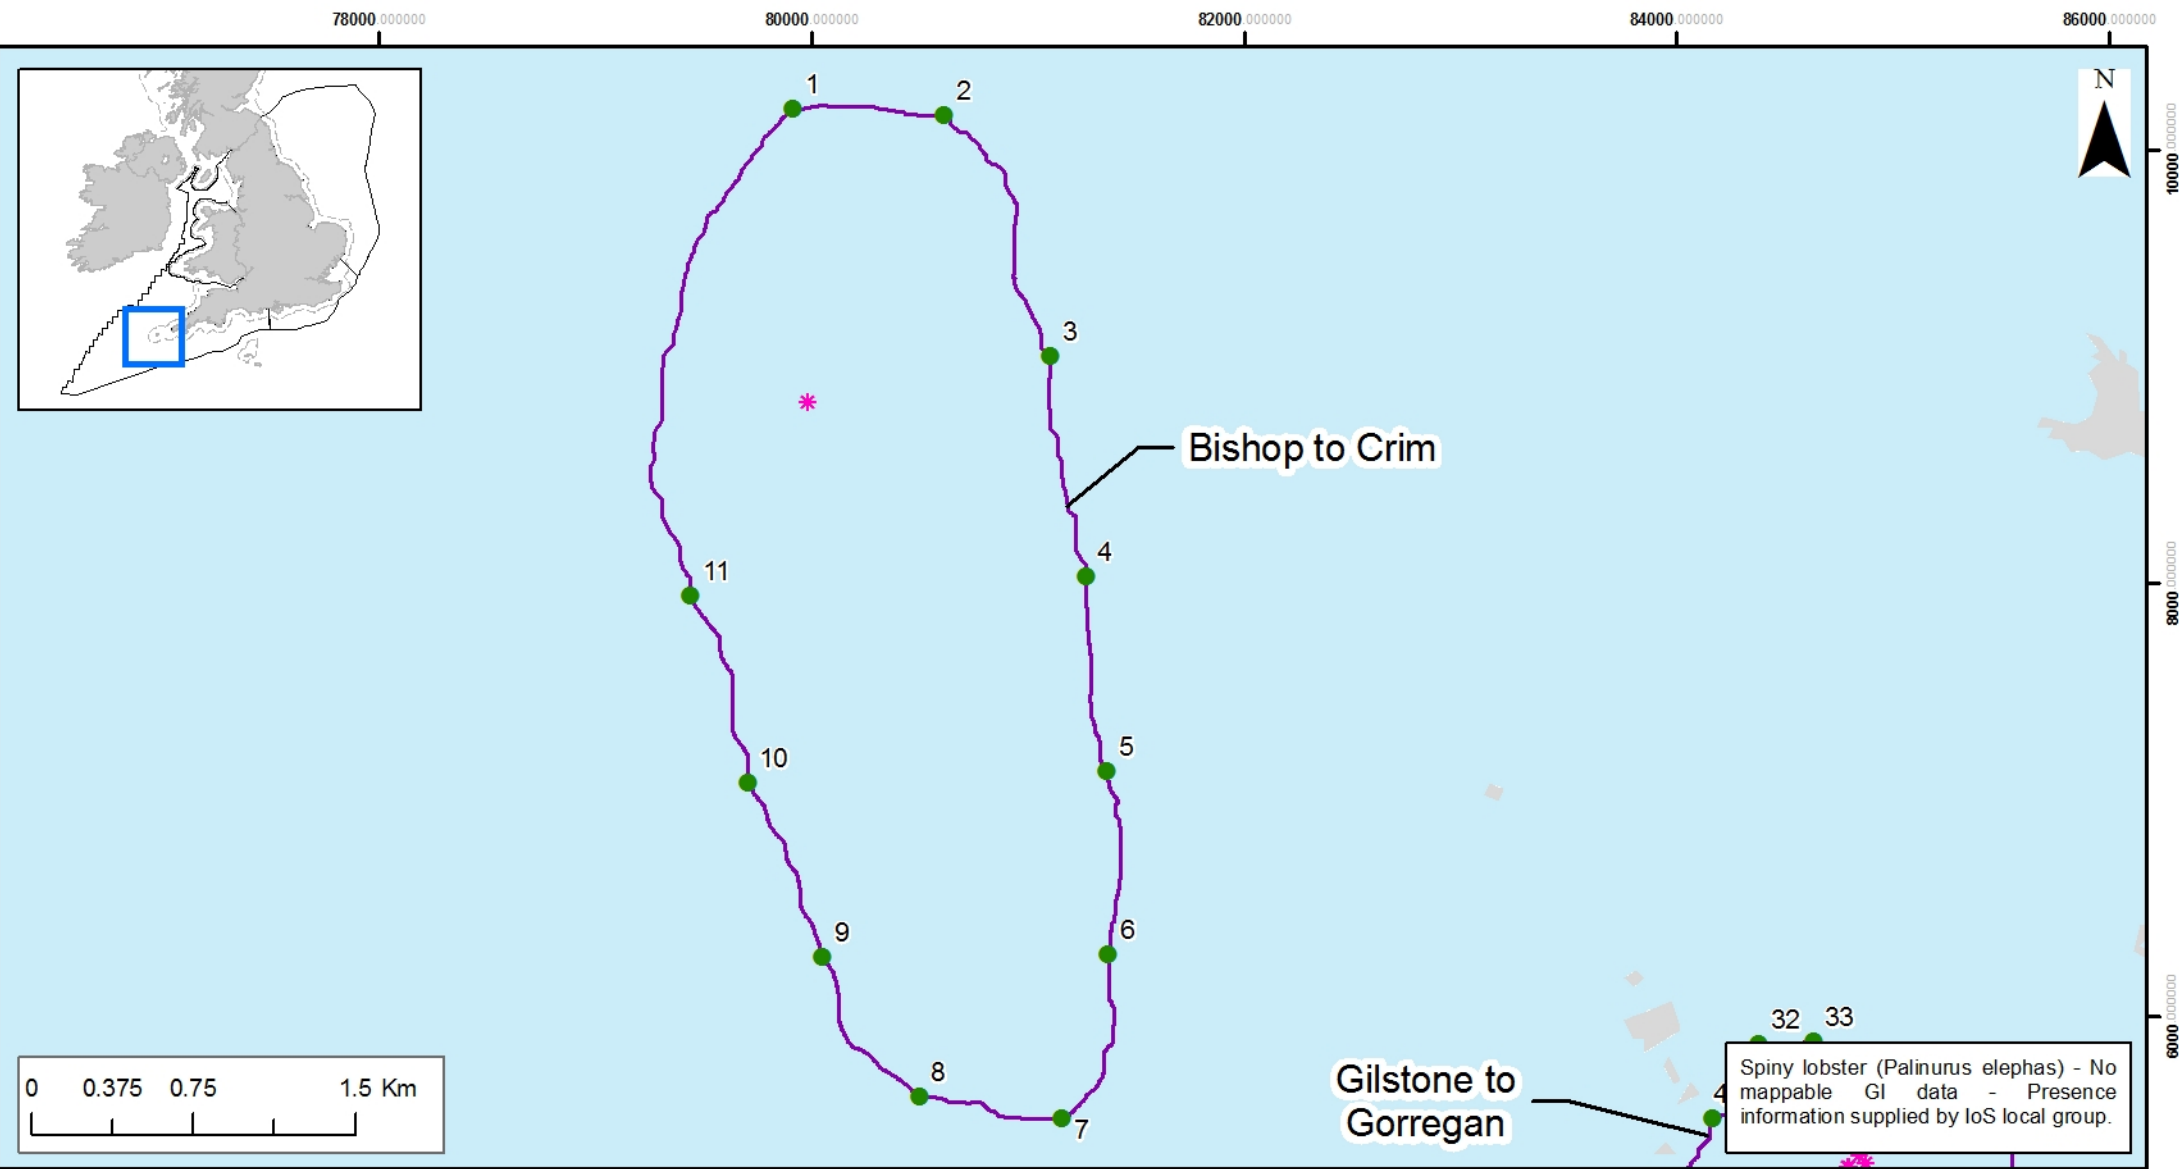 78000.000000
80000.000000
82000.000000
84000.000000
86000.000000
1
2
N
10000.000000
3
Bishop to Crim
4
11
8000.000000
5
10
9
6
32
33
6000.000000
8
7
0 0.375 0.75 1.5 Km
Gilstone to
Gorregan
4
Spiny lobster (Palinurus elephas) - No
mappable GI data - Presence
information supplied by IoS local group.